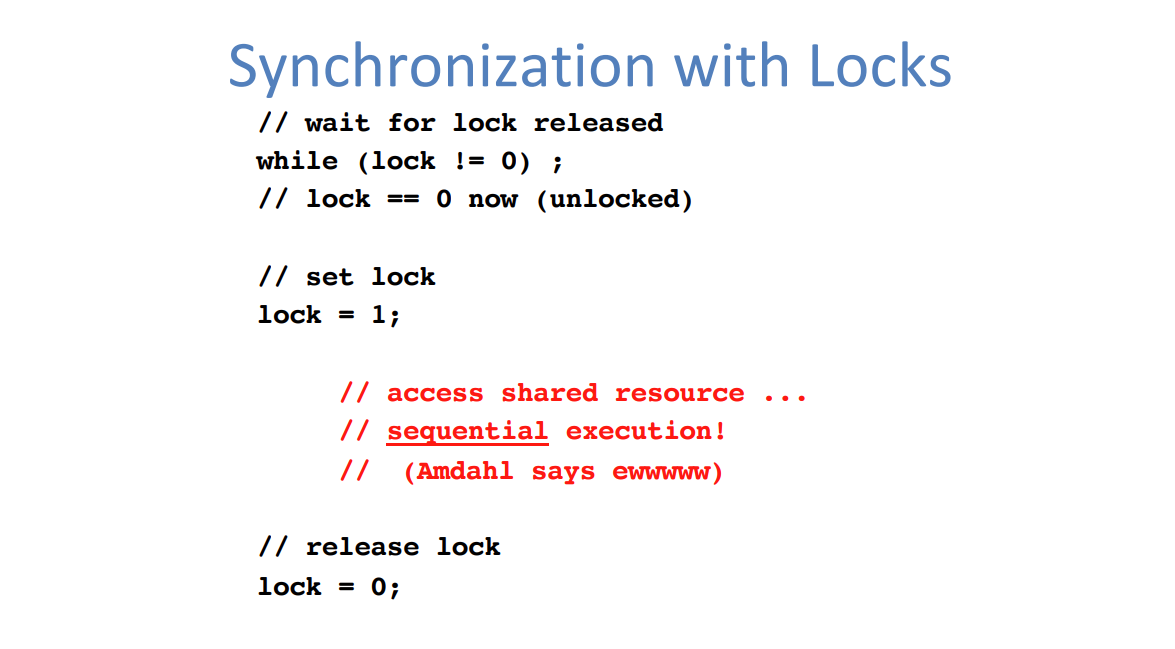 Synchronization with Locks
// wait for lock released
while (lock != 0) ;
// lock == 0 now (unlocked)
// set lock
lock = 1;
// access shared resource ...
// sequential execution!
// (Amdahl says ewwwww)
// release lock
lock = 0;